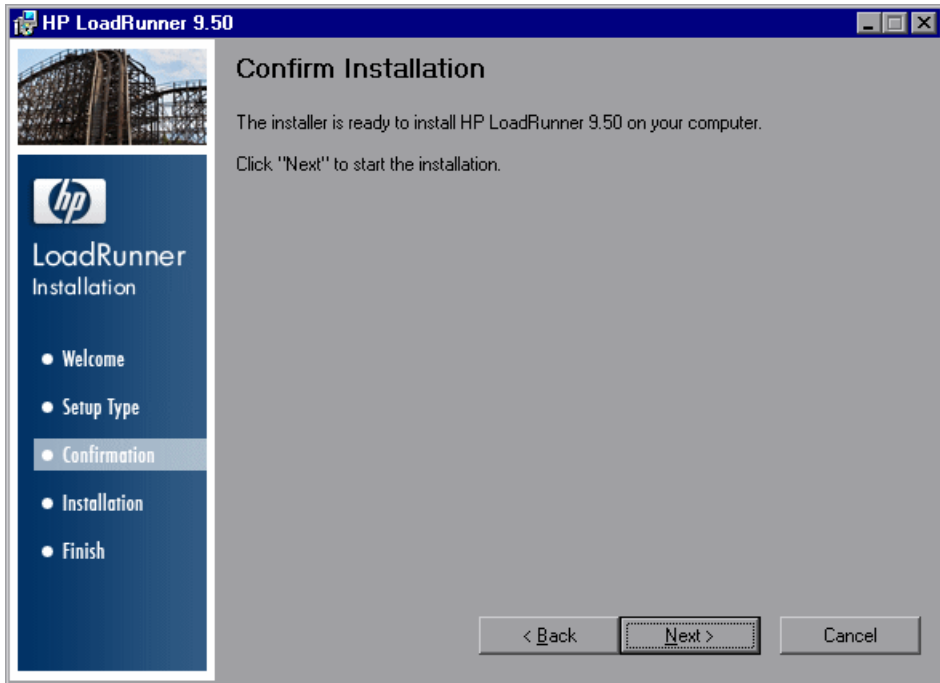 HP LoadRunner 9.50
Confirm Installation
The installer is ready to install HP LoadRunner 9.50 on your computer.
Click "Next" to start the installation.
hp
LoadRunner
Installation
Welcome
Setup Type
Confirmation
Installation
Finish
< Back
Next >
Cancel